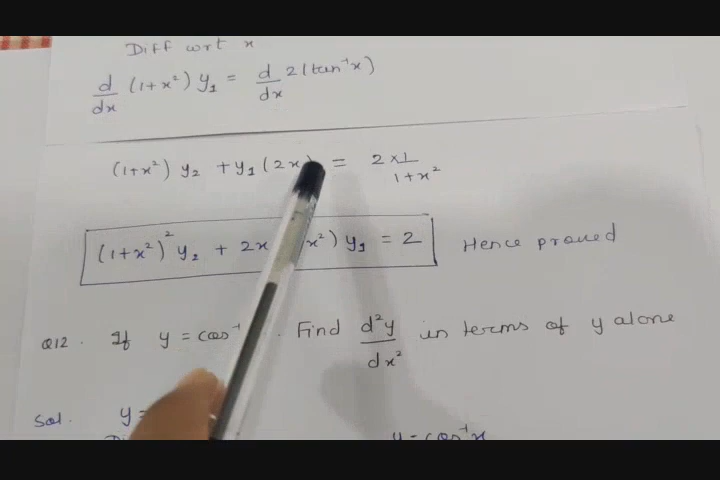 Diff wrt x
d/dx (1+x²) y₁ = d/dx 2(tan⁻¹x)
(1+x²) y₂ + y₁ (2x) = 2×1/1+x²
(1+x²)² y₂ + 2x x²) y₁ = 2 Hence proved
Q12. If y = cos⁻¹ . Find d²y/dx² in terms of y alone
Sol. y =
y = cos⁻¹x